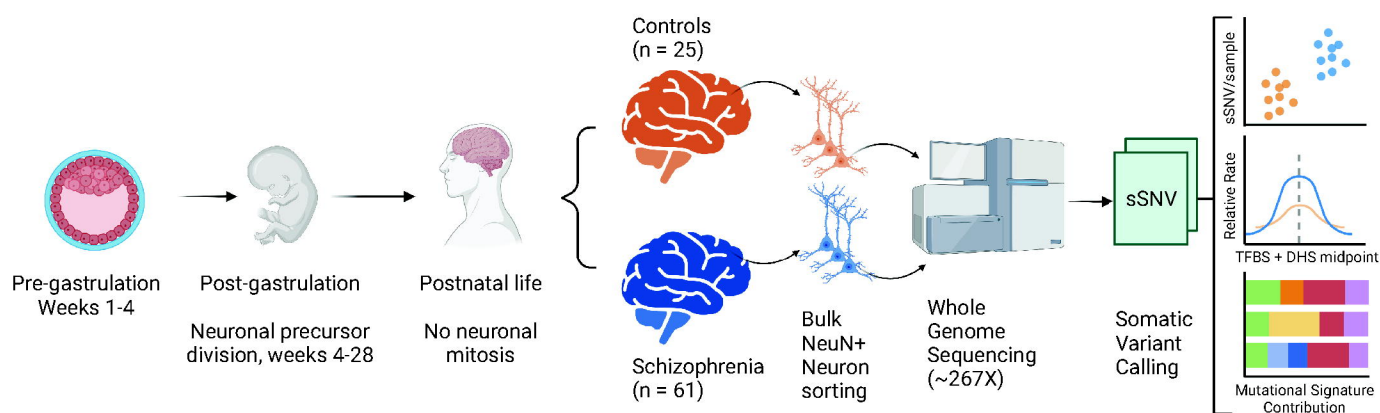 Pre-gastrulation
Weeks 1-4
Post-gastrulation
Neuronal precursor
division, weeks 4-28
Postnatal life
No neuronal
mitosis
Controls
(n = 25)
Schizophrenia
(n = 61)
Bulk
NeuN+
Neuron
sorting
Whole
Genome
Sequencing
(~267X)
sSNV
Somatic
Variant
Calling
sSNV/sample
Relative Rate
TFBS + DHS midpoint
Mutational Signature
Contribution